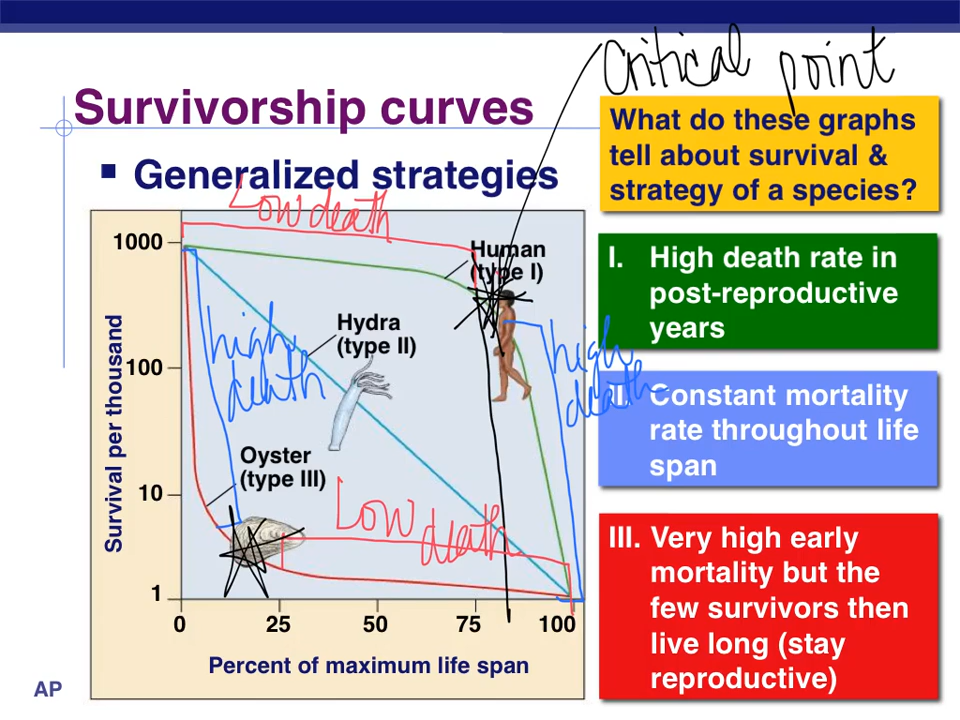 Critical point
Survivorship curves
Generalized strategies
What do these graphs
tell about survival &
strategy of a species?
Low death
1000
100
10
1
Survival per thousand
Human
(type I)
Hydra
(type II)
Oyster
(type III)
high
death
high
death
Low death
0 25 50 75 100
Percent of maximum life span
I. High death rate in
post-reproductive
years
II. Constant mortality
rate throughout life
span
III. Very high early
mortality but the
few survivors then
live long (stay
reproductive)
AP